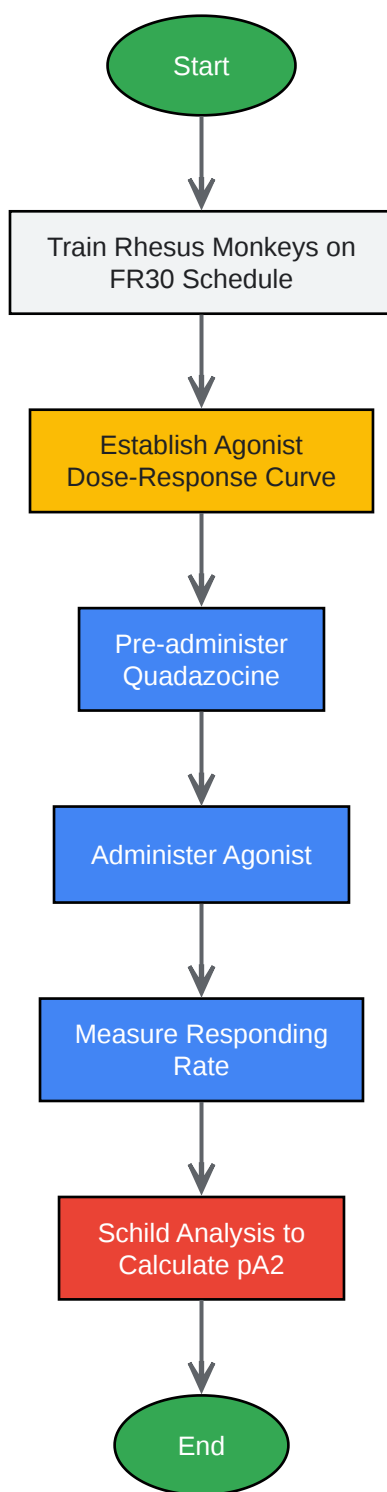 Start
Train Rhesus Monkeys on
FR30 Schedule
Establish Agonist
Dose-Response Curve
Pre-administer
Quadazocine
Administer Agonist
Measure Responding
Rate
Schild Analysis to
Calculate pA2
End